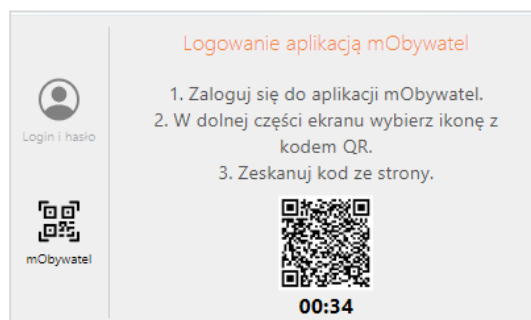 Logowanie aplikacją mObywatel
1. Zaloguj się do aplikacji mObywatel.
2. W dolnej części ekranu wybierz ikonę z
kodem QR.
3. Zeskanuj kod ze strony.
Login i hasło
mObywatel
00:34